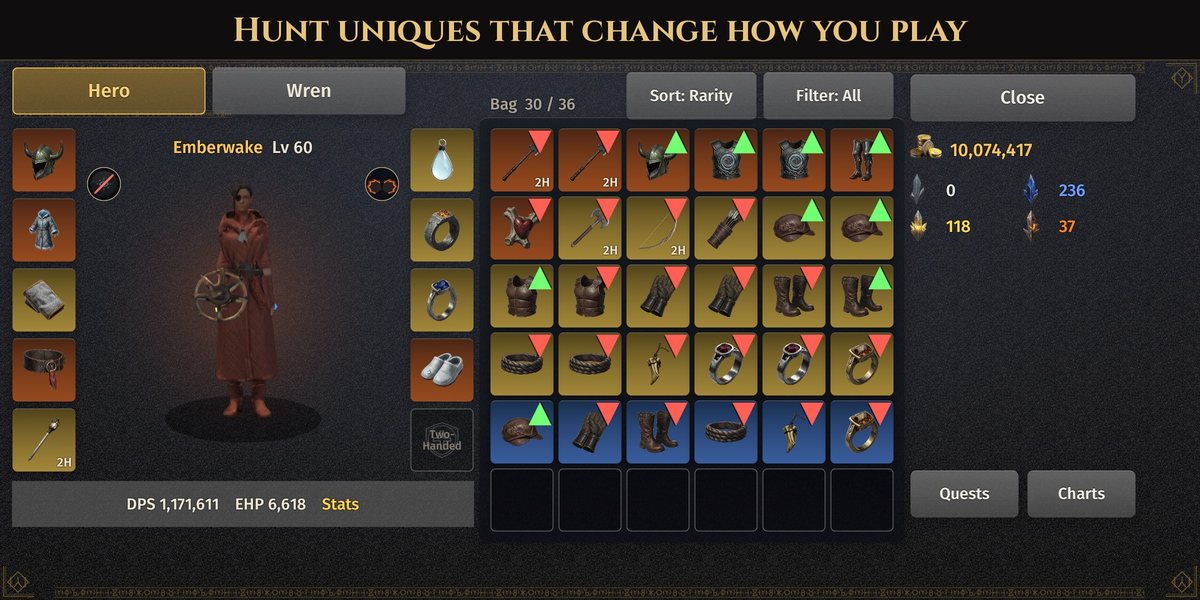 Hunt uniques that change how you play
Hero
Wren
Bag 30 / 36
Sort: Rarity
Filter: All
Close
Emberwake Lv 60
10,074,417
0
236
118
37
2H
2H
2H
2H
2H
Two-
Handed
DPS 1,171,611 EHP 6,618 Stats
Quests
Charts